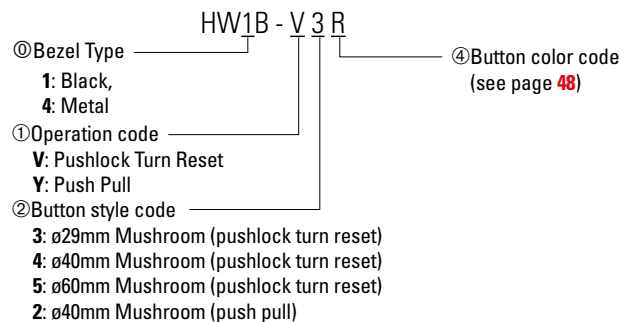 HW1B - V 3 R
⓪Bezel Type
1: Black,
4: Metal
①Operation code
V: Pushlock Turn Reset
Y: Push Pull
②Button style code
3: ø29mm Mushroom (pushlock turn reset)
4: ø40mm Mushroom (pushlock turn reset)
5: ø60mm Mushroom (pushlock turn reset)
2: ø40mm Mushroom (push pull)
④Button color code
(see page 48)